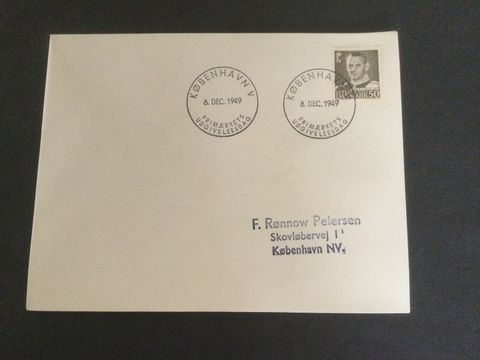 KØBENHAVN V
8. DEC. 1949
FRIMÆRKETS
UDGIVELSESDAG
KØBENHAVN
8. DEC. 1949
FRIMÆRKETS
UDGIVELSESDAG
DANMARK 50
F. Rønnow Petersen
Skovløbervej 1ᴬ
København NV.